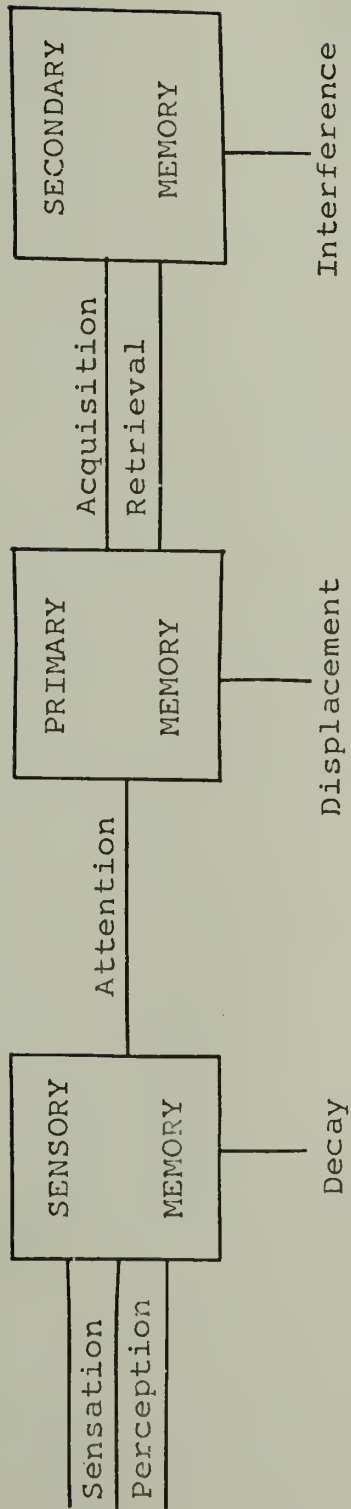 Sensation
Perception
SENSORY
MEMORY
Decay
Attention
PRIMARY
MEMORY
Displacement
Acquisition
Retrieval
SECONDARY
MEMORY
Interference